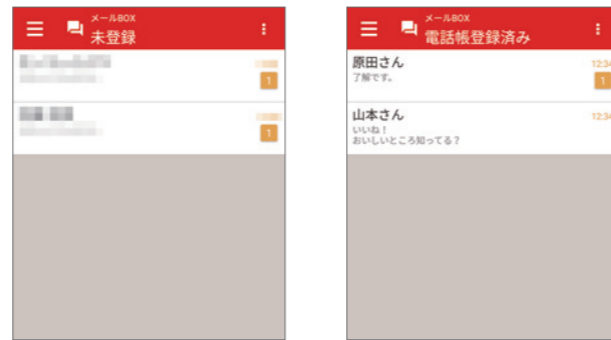 メールBOX
未登録
1
1
メールBOX
電話帳登録済み
原田さん
12:34
了解です。
1
山本さん
12:34
いいね！
おいしいところ知ってる？